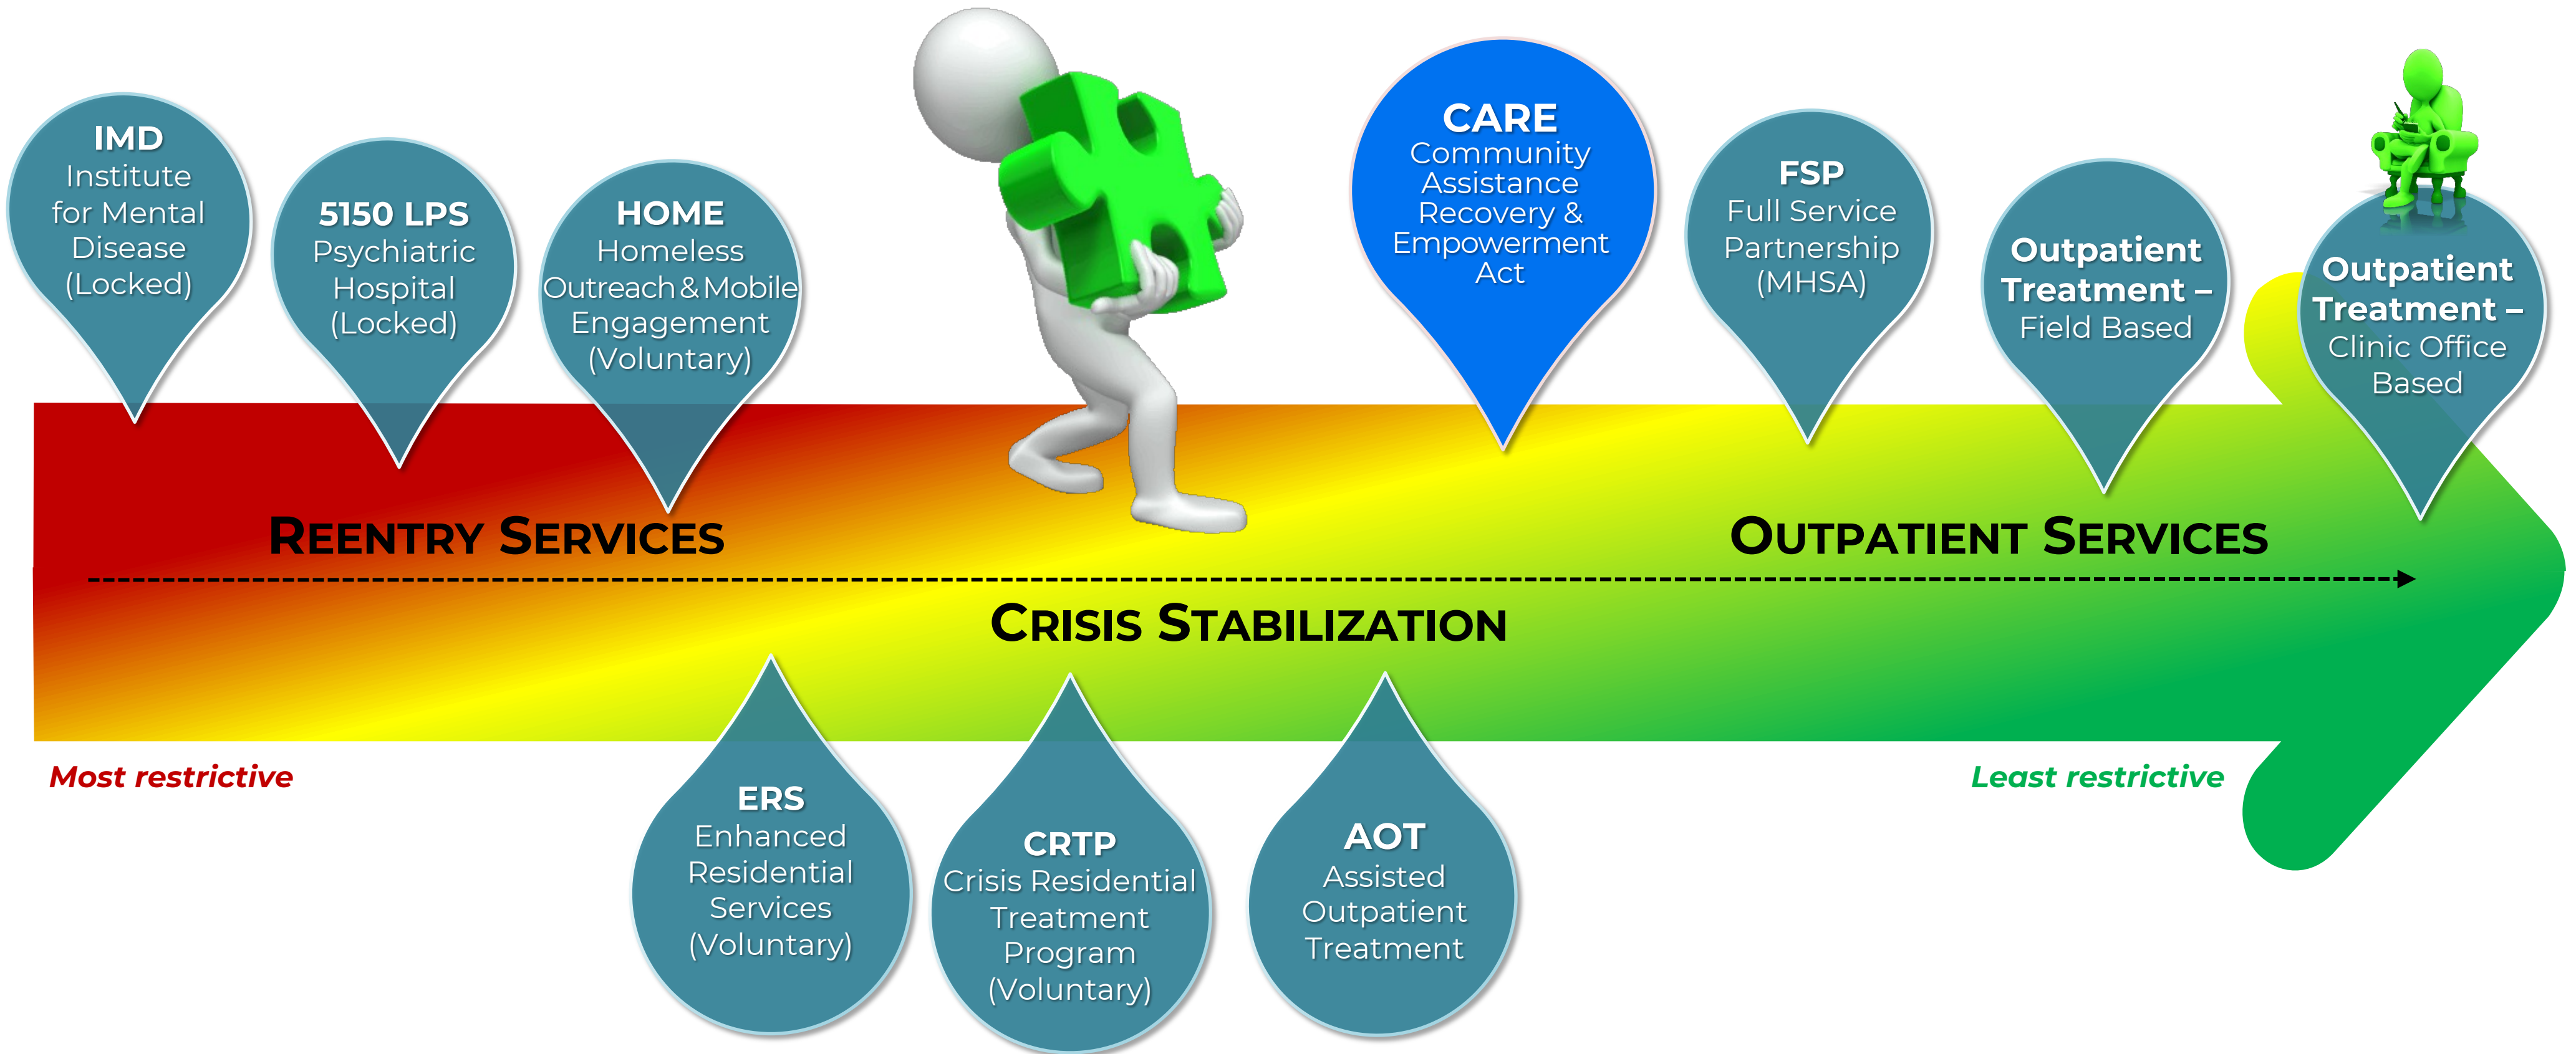 IMD
Institute
for Mental
Disease
(Locked)
5150 LPS
Psychiatric
Hospital
(Locked)
HOME
Homeless
Outreach & Mobile
Engagement
(Voluntary)
CARE
Community
Assistance
Recovery &
Empowerment
Act
FSP
Full Service
Partnership
(MHSA)
Outpatient
Treatment –
Field Based
Outpatient
Treatment –
Clinic Office
Based
REENTRY SERVICES
OUTPATIENT SERVICES
CRISIS STABILIZATION
Most restrictive
Least restrictive
ERS
Enhanced
Residential
Services
(Voluntary)
CRTP
Crisis Residential
Treatment
Program
(Voluntary)
AOT
Assisted
Outpatient
Treatment